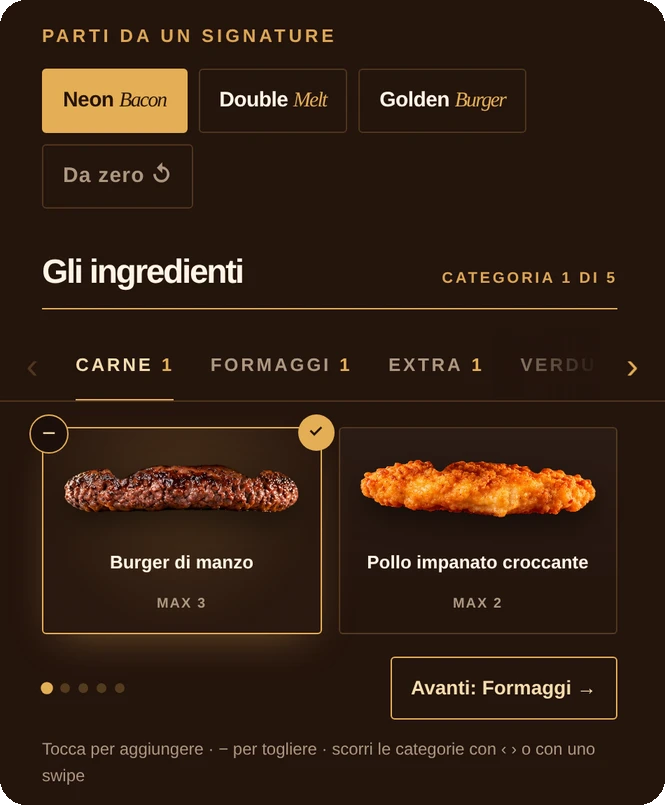 PARTI DA UN SIGNATURE
Neon Bacon
Double Melt
Golden Burger
Da zero ↺
Gli ingredienti
CATEGORIA 1 DI 5
‹ CARNE 1 FORMAGGI 1 EXTRA 1 VERDU ›
−
Burger di manzo
MAX 3
Pollo impanato croccante
MAX 2
Avanti: Formaggi →
Tocca per aggiungere · − per togliere · scorri le categorie con ‹ › o con uno
swipe